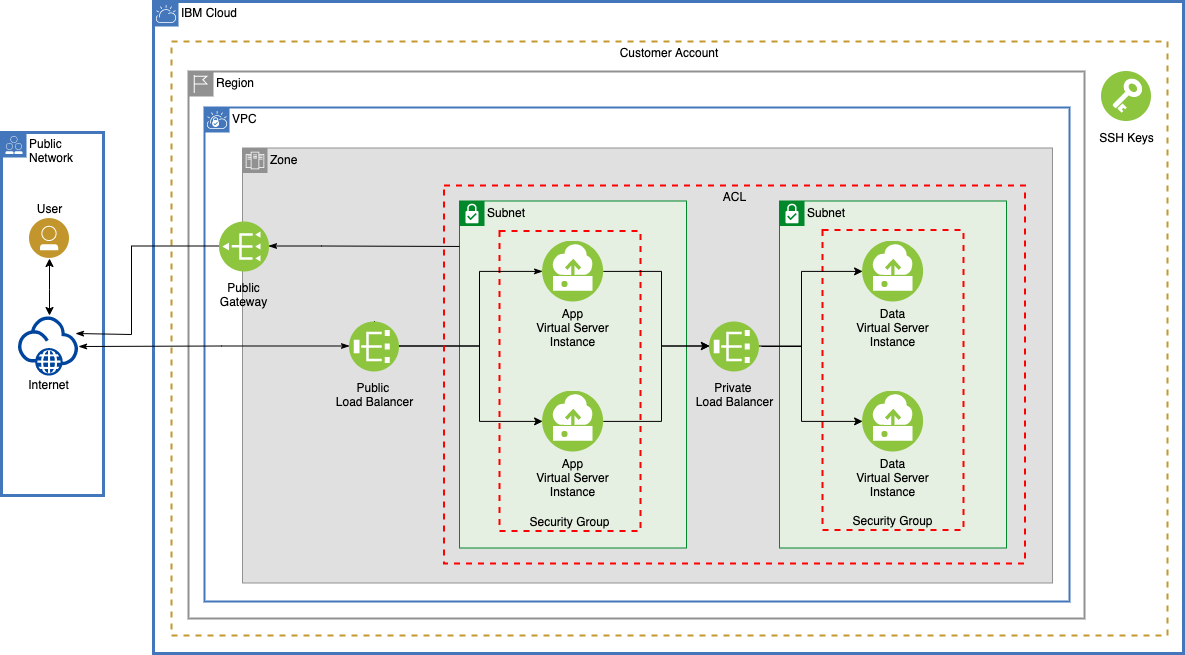 IBM Cloud
Customer Account
Region
SSH Keys
VPC
Public
Network
Zone
ACL
User
Subnet
Subnet
Public
Gateway
App
Virtual Server
Instance
Data
Virtual Server
Instance
Internet
Public
Load Balancer
Private
Load Balancer
App
Virtual Server
Instance
Data
Virtual Server
Instance
Security Group
Security Group